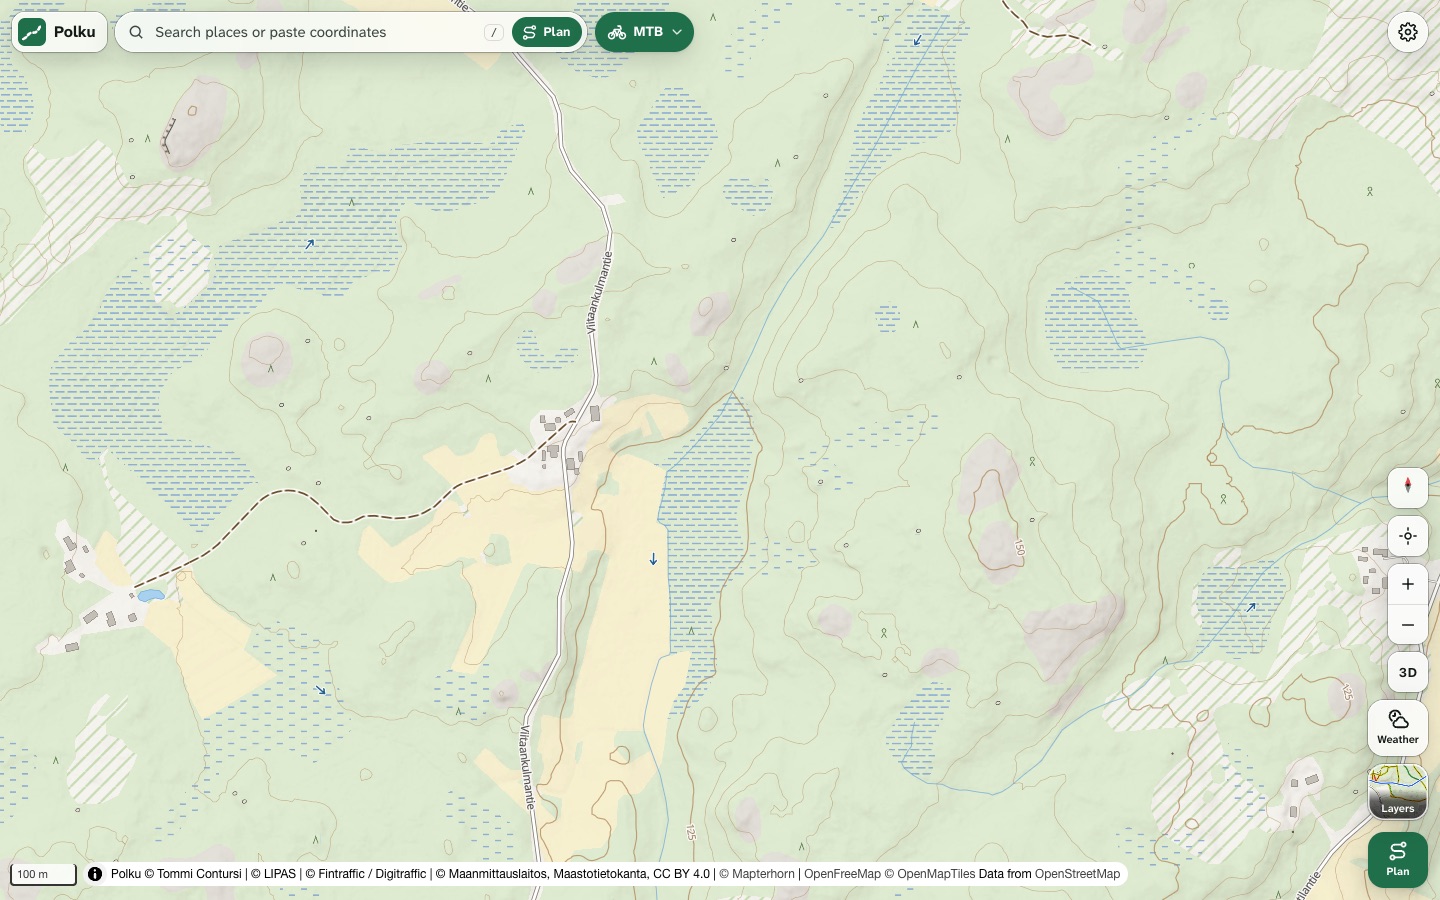 Polku
Search places or paste coordinates
/
Plan
MTB
Viitaankulmantie
150
3D
125
Weather
Viitaankulmantie
Layers
125
Plan
100 m
Polku © Tommi Contursi | © LIPAS | © Fintraffic / Digitraffic | © Maanmittauslaitos, Maastotietokanta, CC BY 4.0 | © Mapterhorn | OpenFreeMap © OpenMapTiles Data from OpenStreetMap